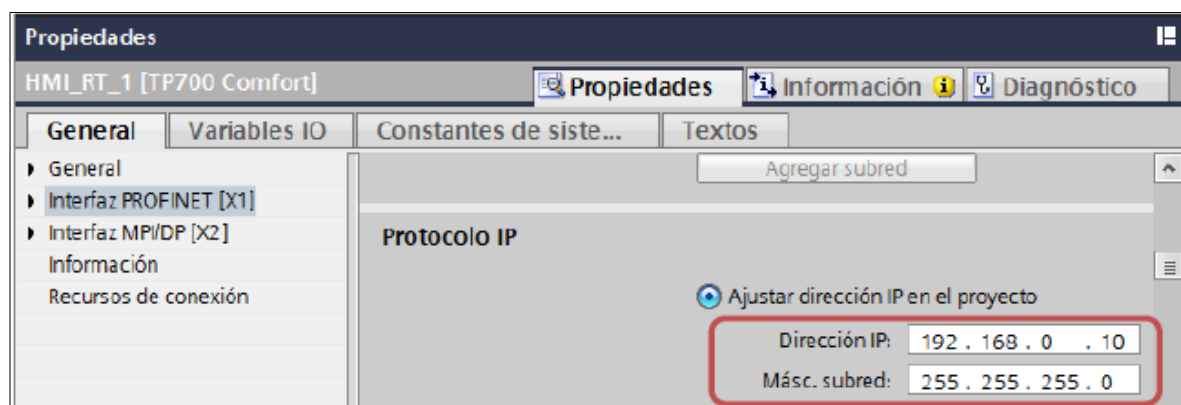 Propiedades
HMI_RT_1 [TP700 Comfort]
Propiedades Información Diagnóstico
General Variables IO Constantes de siste... Textos
General
Interfaz PROFINET [X1]
Interfaz MPI/DP [X2]
Información
Recursos de conexión
Agregar subred
Protocolo IP
Ajustar dirección IP en el proyecto
Dirección IP: 192 . 168 . 0 . 10
Másc. subred: 255 . 255 . 255 . 0